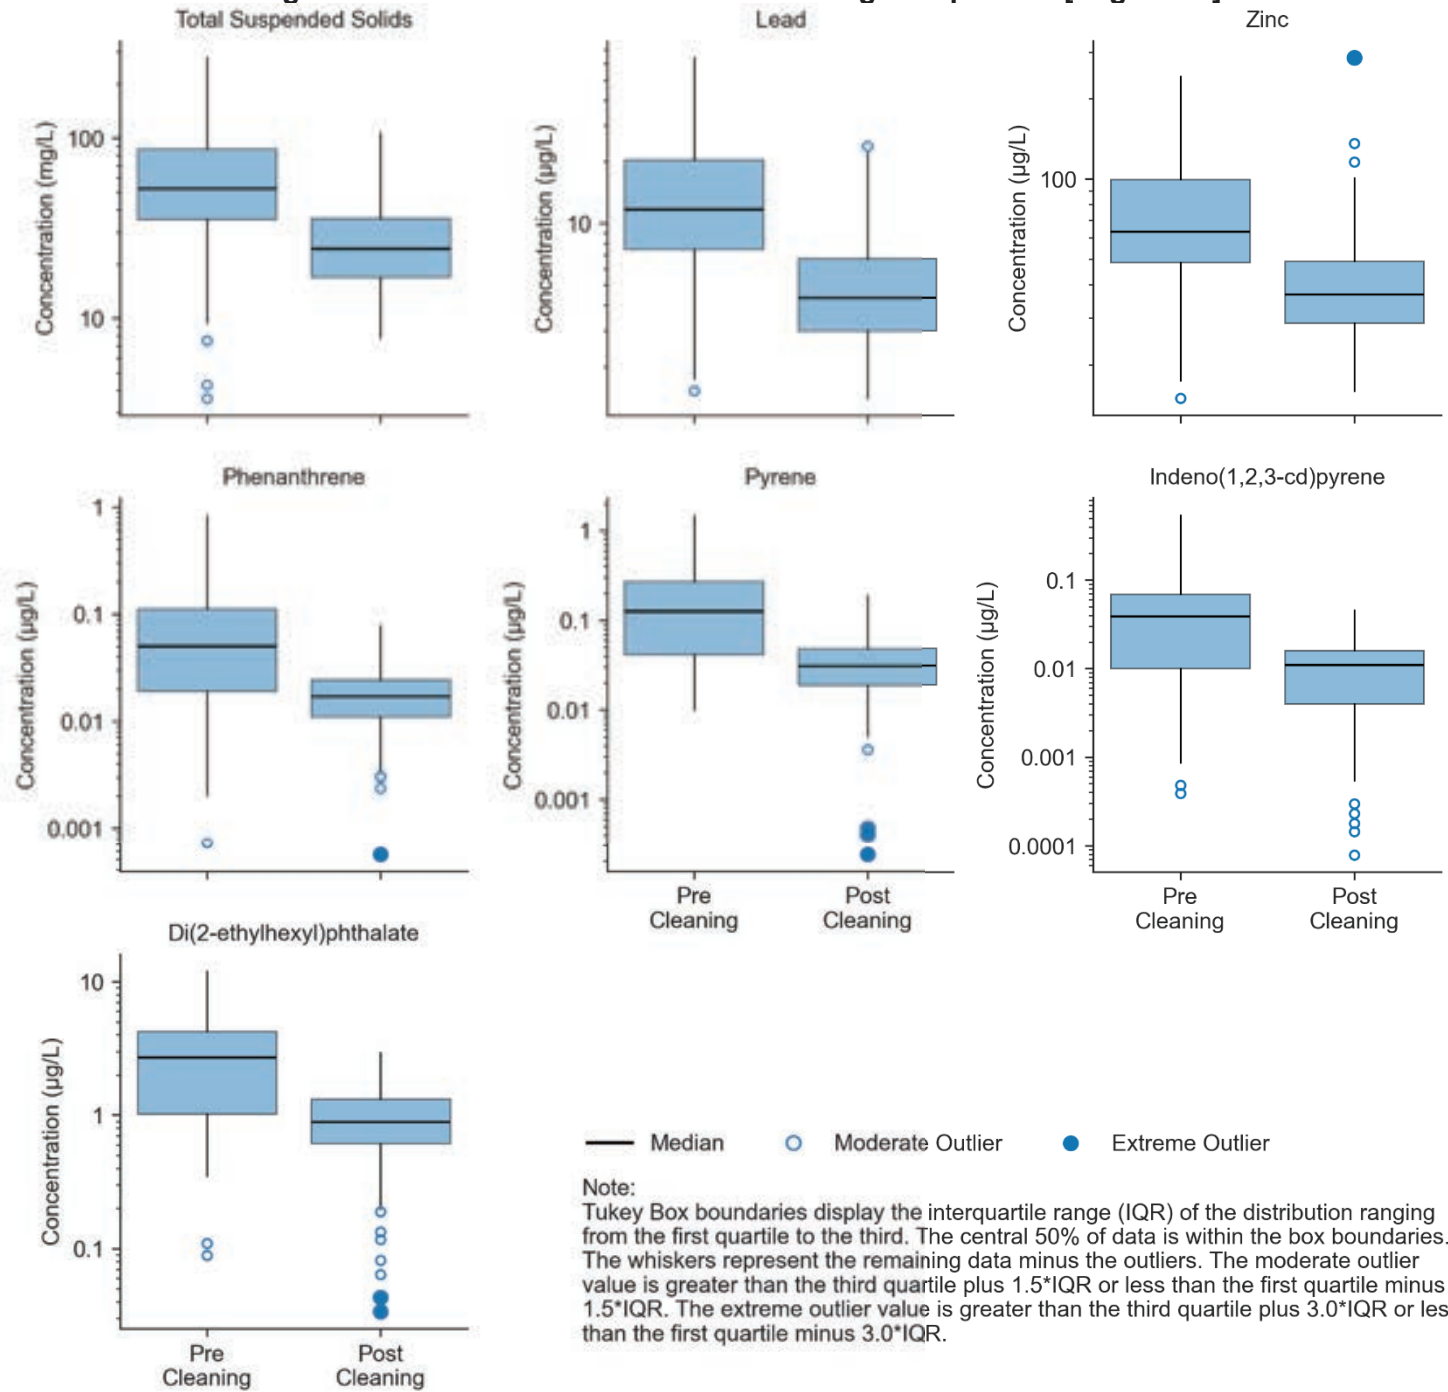 Total Suspended Solids
Concentration (mg/L)
100
10
Lead
Concentration (µg/L)
10
Zinc
Concentration (µg/L)
100
Phenanthrene
Concentration (µg/L)
1
0.1
0.01
0.001
Pyrene
Concentration (µg/L)
1
0.1
0.01
0.001
Pre
Cleaning
Post
Cleaning
Indeno(1,2,3-cd)pyrene
Concentration (µg/L)
0.1
0.01
0.001
0.0001
Pre
Cleaning
Post
Cleaning
Di(2-ethylhexyl)phthalate
Concentration (µg/L)
10
1
0.1
Pre
Cleaning
Post
Cleaning
Median
Moderate Outlier
Extreme Outlier
Note:
Tukey Box boundaries display the interquartile range (IQR) of the distribution ranging
from the first quartile to the third. The central 50% of data is within the box boundaries.
The whiskers represent the remaining data minus the outliers. The moderate outlier
value is greater than the third quartile plus 1.5*IQR or less than the first quartile minus
1.5*IQR. The extreme outlier value is greater than the third quartile plus 3.0*IQR or les
than the first quartile minus 3.0*IQR.